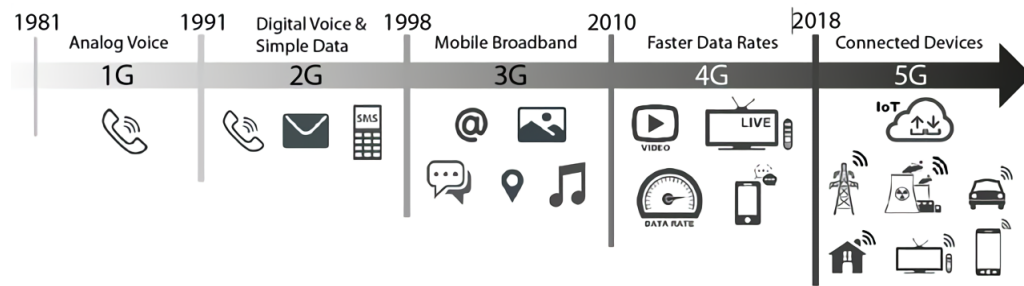 1981
1991
1998
2010
2018
Analog Voice
Digital Voice &
Simple Data
Mobile Broadband
Faster Data Rates
Connected Devices
1G
2G
3G
4G
5G
SMS
@
VIDEO
LIVE
DATA RATE
IoT